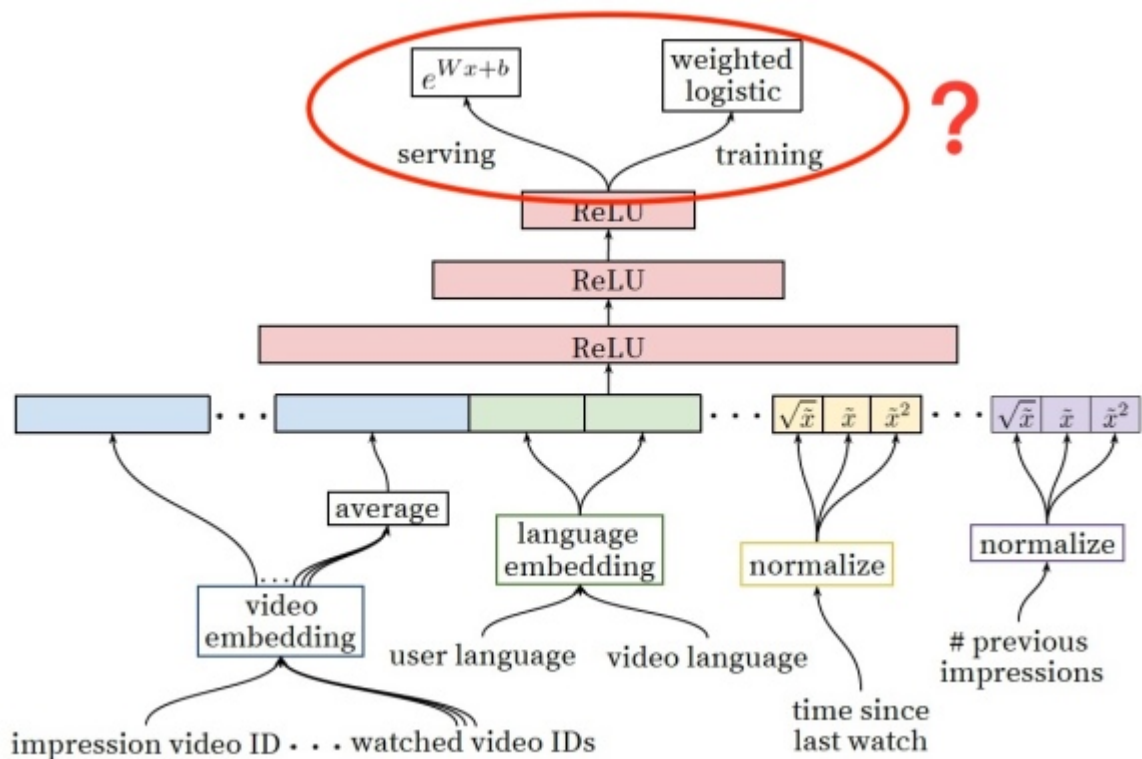 e^{Wx+b}
weighted
logistic
?
serving
training
ReLU
ReLU
ReLU
. . .
√x̃ x̃ x̃²
. . .
√x̃ x̃ x̃²
average
language
embedding
normalize
normalize
. . .
video
embedding
user language
video language
# previous
impressions
time since
last watch
impression video ID . . . watched video IDs